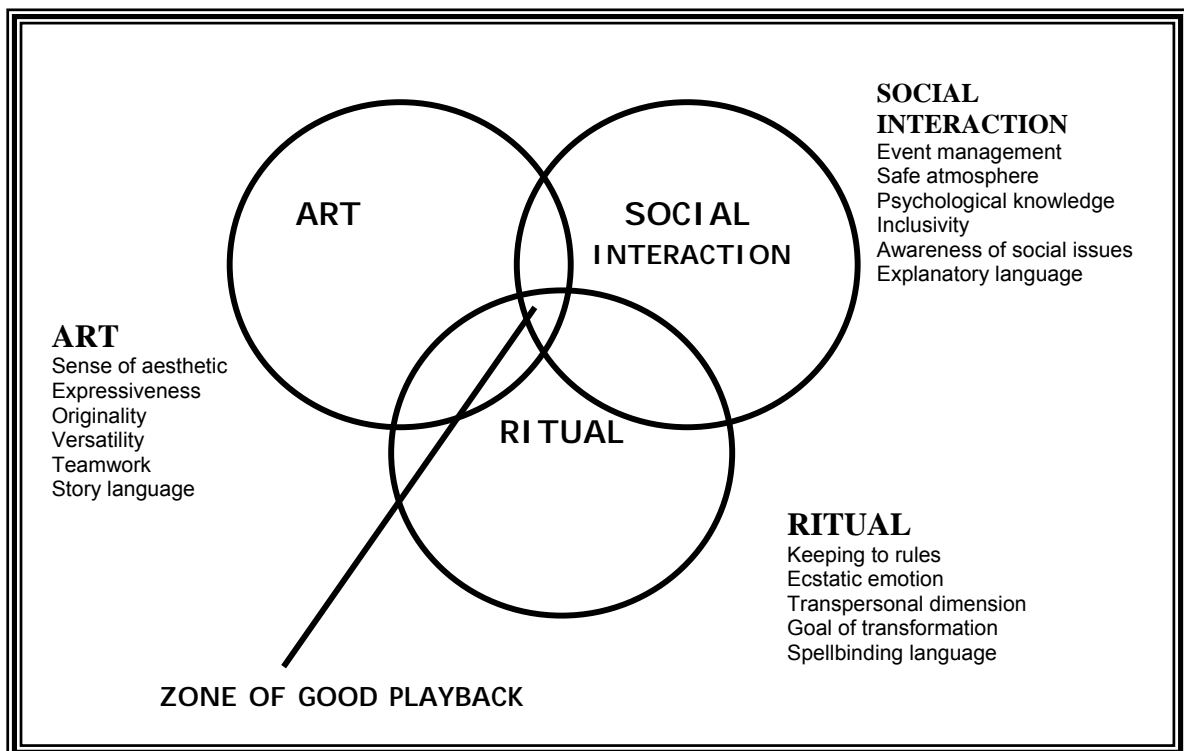 SOCIAL
INTERACTION
Event management
Safe atmosphere
Psychological knowledge
Inclusivity
Awareness of social issues
Explanatory language
ART
SOCIAL
INTERACTION
ART
Sense of aesthetic
Expressiveness
Originality
Versatility
Teamwork
Story language
RITUAL
RITUAL
Keeping to rules
Ecstatic emotion
Transpersonal dimension
Goal of transformation
Spellbinding language
ZONE OF GOOD PLAYBACK